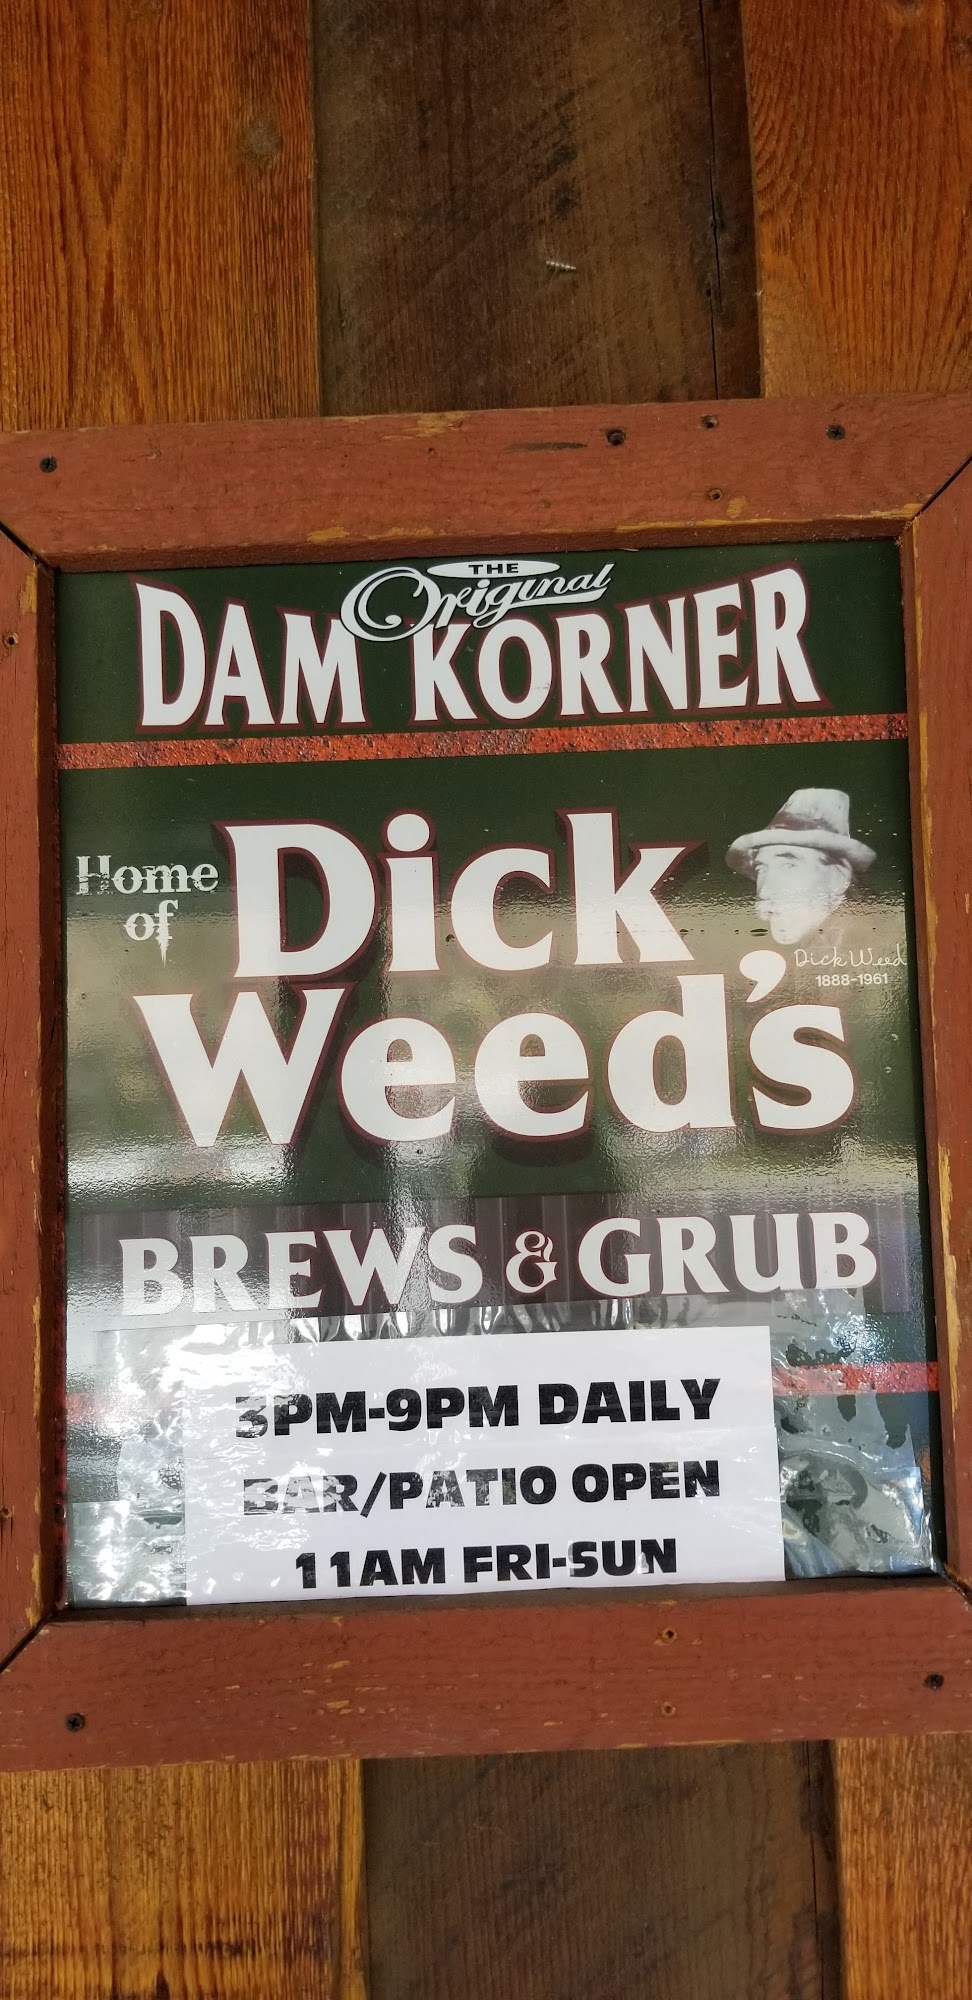 THE
Original
DAM KORNER
Home
of
Dick
Weed's
Dick Weed
1888-1961
BREWS & GRUB
3PM-9PM DAILY
BAR/PATIO OPEN
11AM FRI-SUN